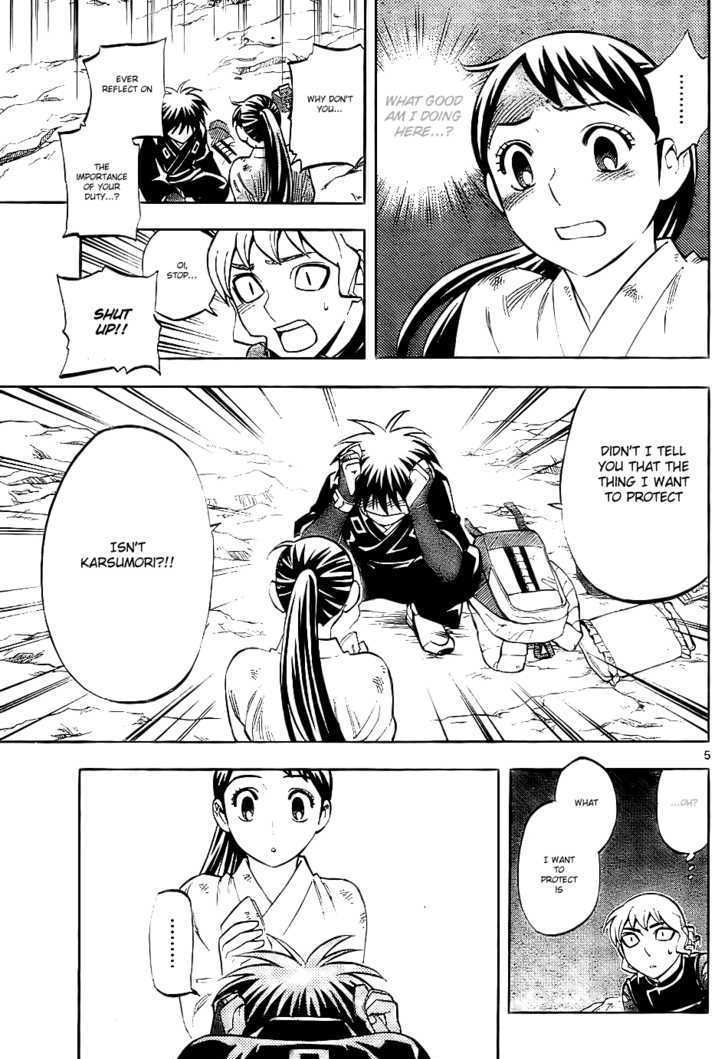 .........
WHAT GOOD
AM I DOING
HERE...?
WHY DON'T
YOU...
EVER
REFLECT ON
THE
IMPORTANCE
OF YOUR
DUTY...?
OI,
STOP...
SHUT
UP!!
DIDN'T I TELL
YOU THAT THE
THING I WANT
TO PROTECT
ISN'T
KARSUMORI?!!
5
...OH?
WHAT
I WANT
TO
PROTECT
IS
.........